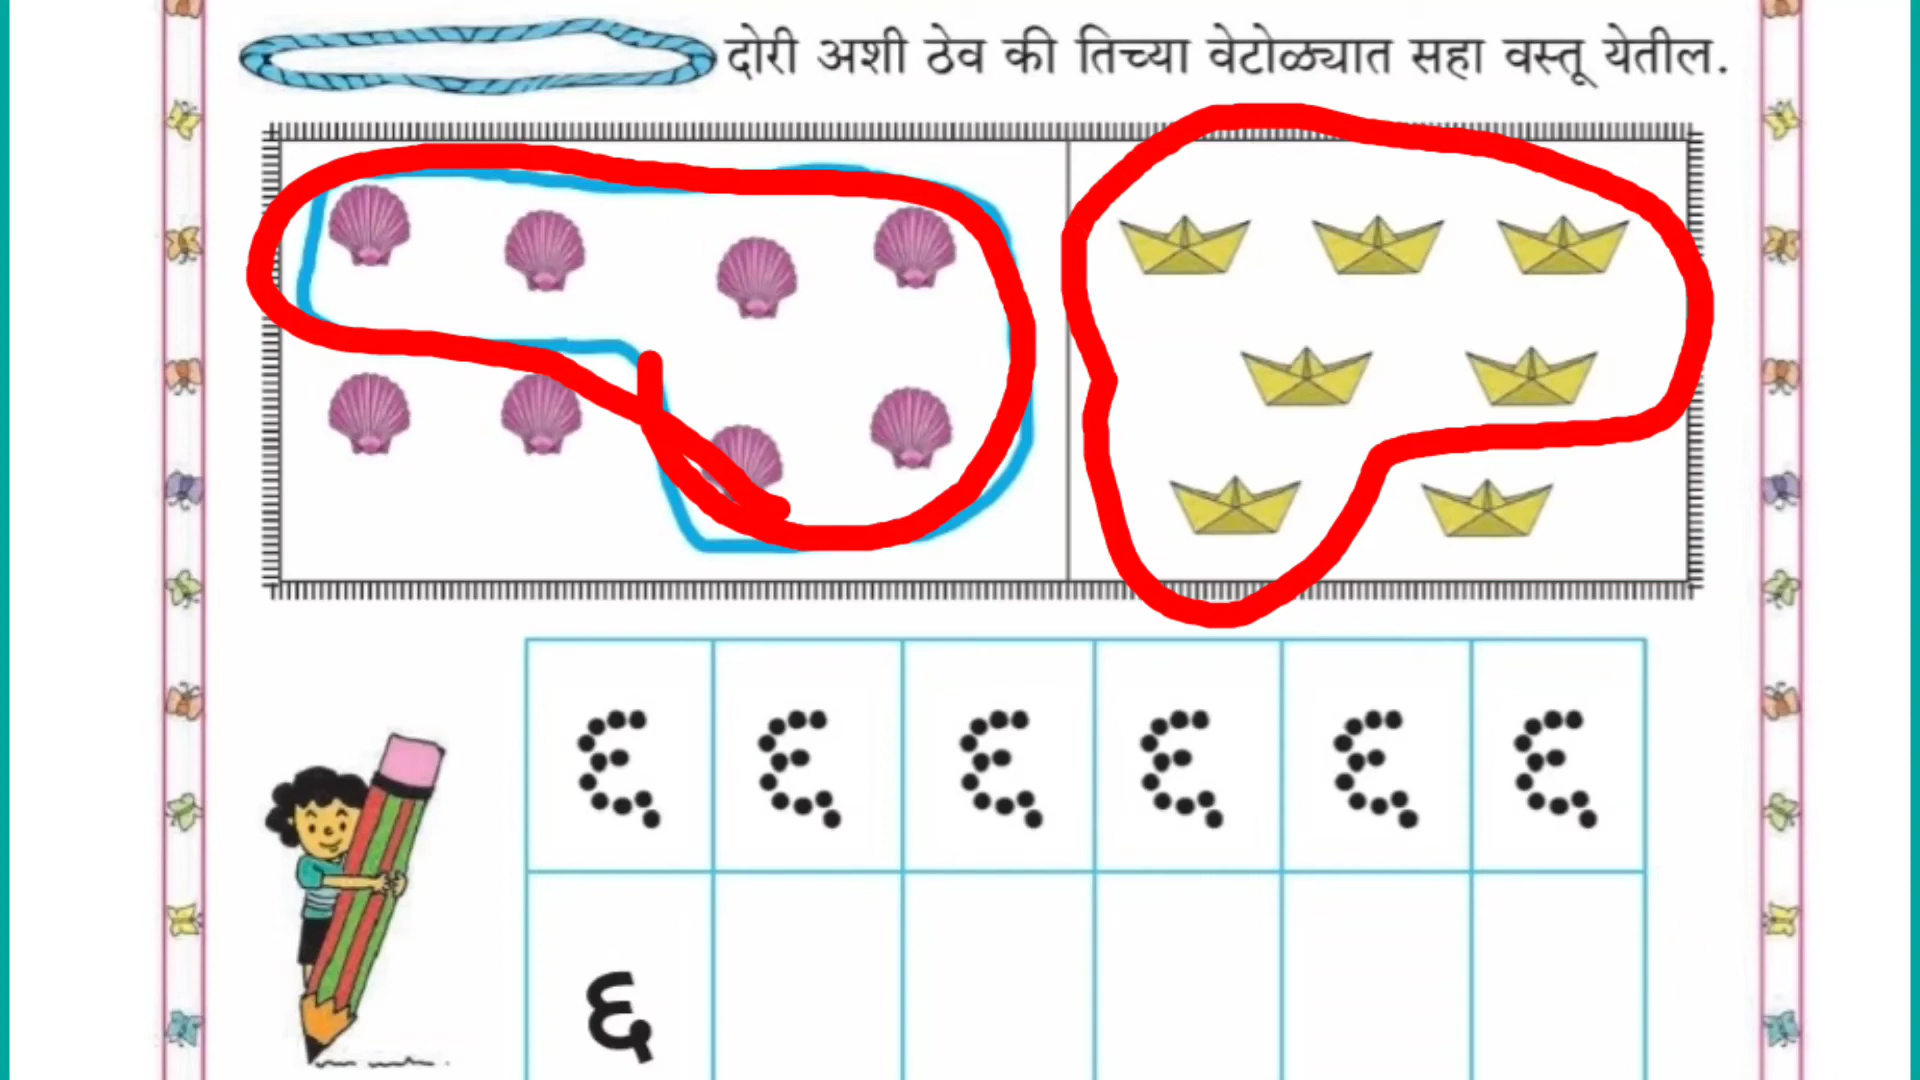 दोरी अशी ठेव की तिच्या वेटोळ्यात सहा वस्तू येतील.
६ ६ ६ ६ ६ ६
६